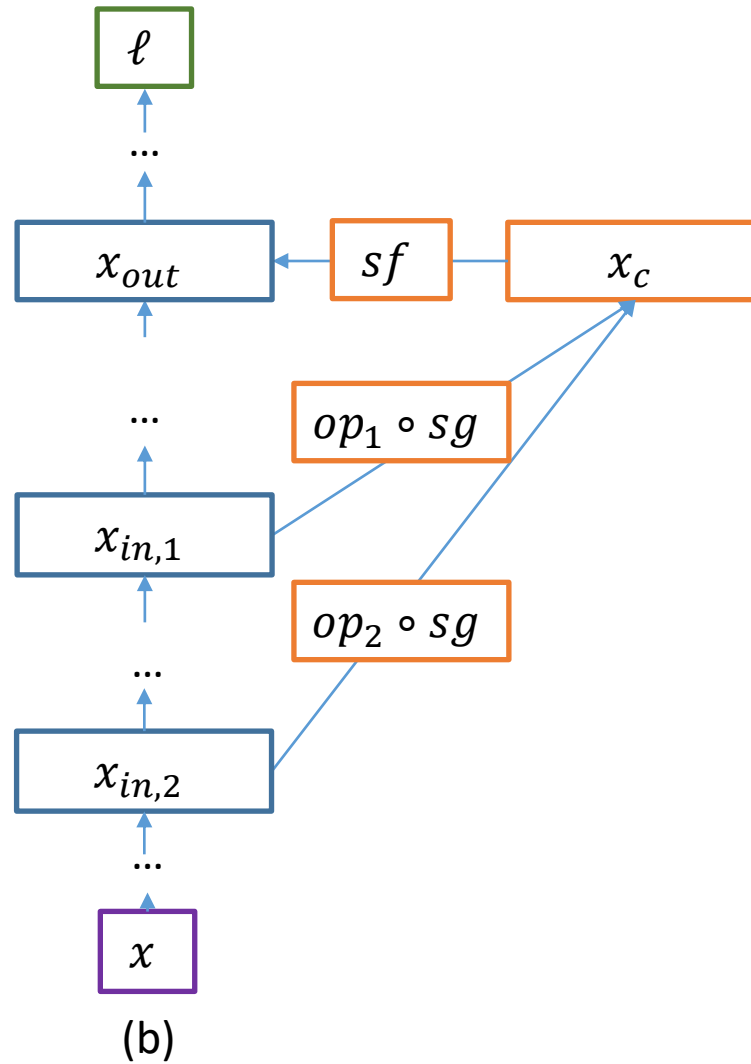 ℓ
...
x_out
sf
x_c
...
op_1 ∘ sg
x_in,1
op_2 ∘ sg
...
x_in,2
...
x
(b)